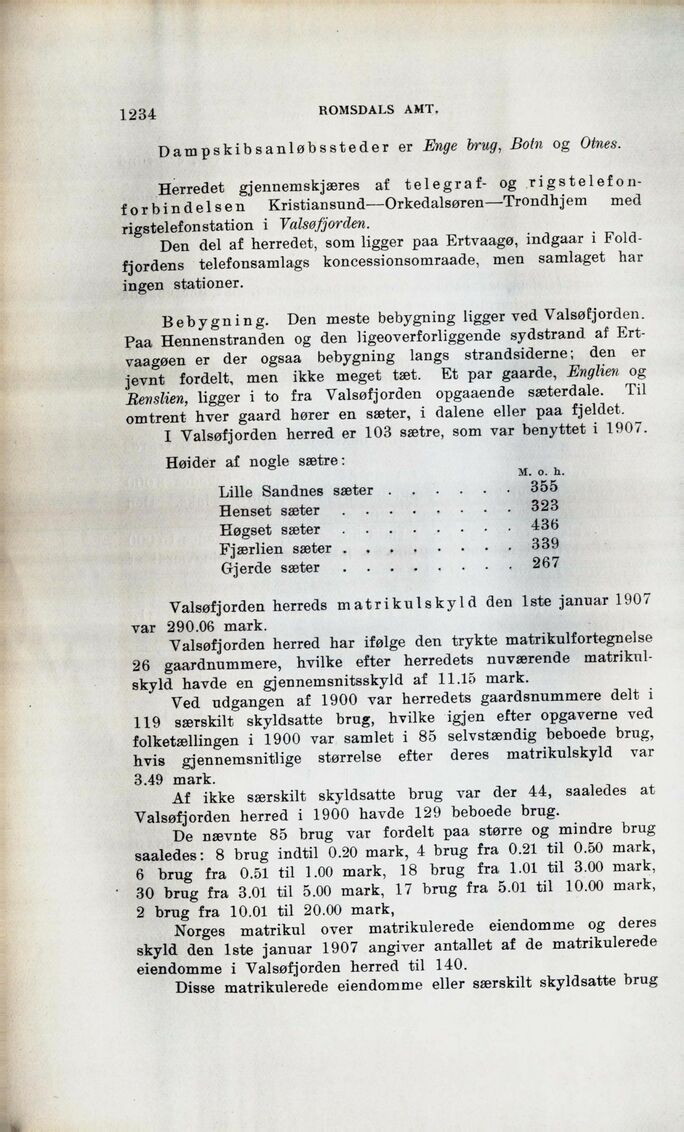 1234 ROMSDALS AMT.
Dampskibsanløbssteder er Enge brug, Botn og Otnes.
Herredet gjennemskjæres af telegraf- og rigstelefon-
forbindelsen Kristiansund—Orkedalsøren—Trondhjem med
rigstelefonstation i Valsøfjorden.
Den del af herredet, som ligger paa Ertvaagø, indgaar i Fold-
fjordens telefonsamlags koncessionsomraade, men samlaget har
ingen stationer.
Bebygning. Den meste bebygning ligger ved Valsøfjorden.
Paa Hennenstranden og den ligeoverforliggende sydstrand af Ert-
vaagøen er der ogsaa bebygning langs strandsiderne; den er
jevnt fordelt, men ikke meget tæt. Et par gaarde, Englien og
Renslien, ligger i to fra Valsøfjorden opgaaende sæterdale. Til
omtrent hver gaard hører en sæter, i dalene eller paa fjeldet.
I Valsøfjorden herred er 103 sætre, som var benyttet i 1907.
Høider af nogle sætre:
M. o. h.
Lille Sandnes sæter . . . . . . 355
Henset sæter . . . . . . . . 323
Høgset sæter . . . . . . . . 436
Fjærlien sæter . . . . . . . . 339
Gjerde sæter . . . . . . . . 267
Valsøfjorden herreds matrikulskyld den 1ste januar 1907
var 290.06 mark.
Valsøfjorden herred har ifølge den trykte matrikulfortegnelse
26 gaardnummere, hvilke efter herredets nuværende matrikul-
skyld havde en gjennemsnitsskyld af 11.15 mark.
Ved udgangen af 1900 var herredets gaardsnummere delt i
119 særskilt skyldsatte brug, hvilke igjen efter opgaverne ved
folketællingen i 1900 var samlet i 85 selvstændig beboede brug,
hvis gjennemsnitlige størrelse efter deres matrikulskyld var
3.49 mark.
Af ikke særskilt skyldsatte brug var der 44, saaledes at
Valsøfjorden herred i 1900 havde 129 beboede brug.
De nævnte 85 brug var fordelt paa større og mindre brug
saaledes: 8 brug indtil 0.20 mark, 4 brug fra 0.21 til 0.50 mark,
6 brug fra 0.51 til 1.00 mark, 18 brug fra 1.01 til 3.00 mark,
30 brug fra 3.01 til 5.00 mark, 17 brug fra 5.01 til 10.00 mark,
2 brug fra 10.01 til 20.00 mark,
Norges matrikul over matrikulerede eiendomme og deres
skyld den 1ste januar 1907 angiver antallet af de matrikulerede
eiendomme i Valsøfjorden herred til 140.
Disse matrikulerede eiendomme eller særskilt skyldsatte brug